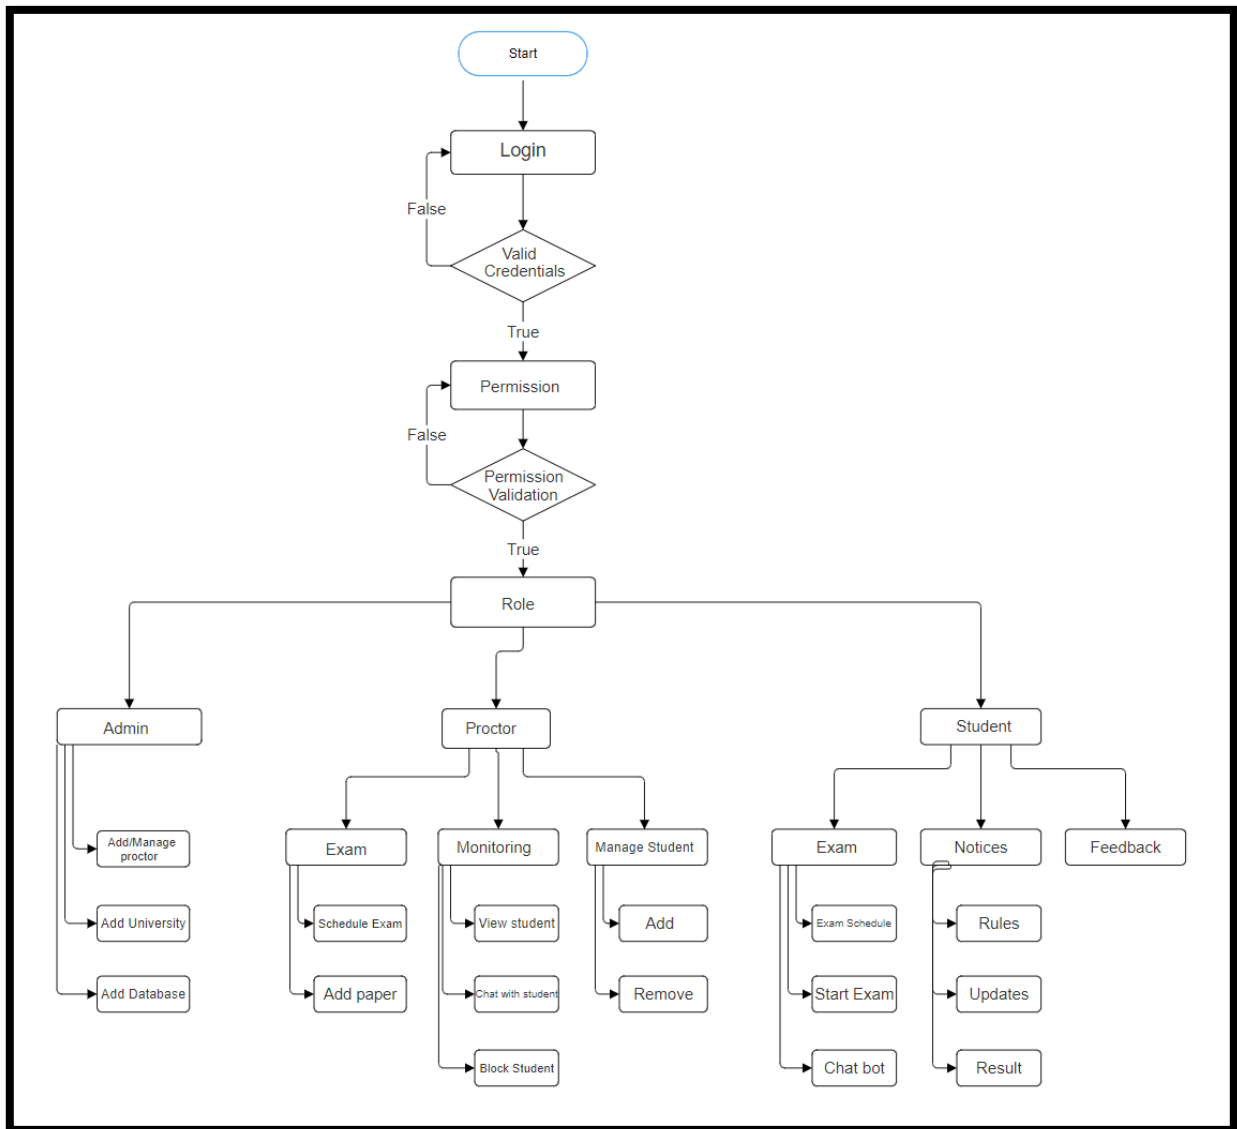 Start
Login
False
Valid
Credentials
True
Permission
False
Permission
Validation
True
Role
Admin
Proctor
Student
Add/Manage
proctor
Exam
Monitoring
Manage Student
Exam
Notices
Feedback
Add University
Schedule Exam
View student
Add
Exam Schedule
Rules
Add Database
Add paper
Chat with student
Remove
Start Exam
Updates
Block Student
Chat bot
Result